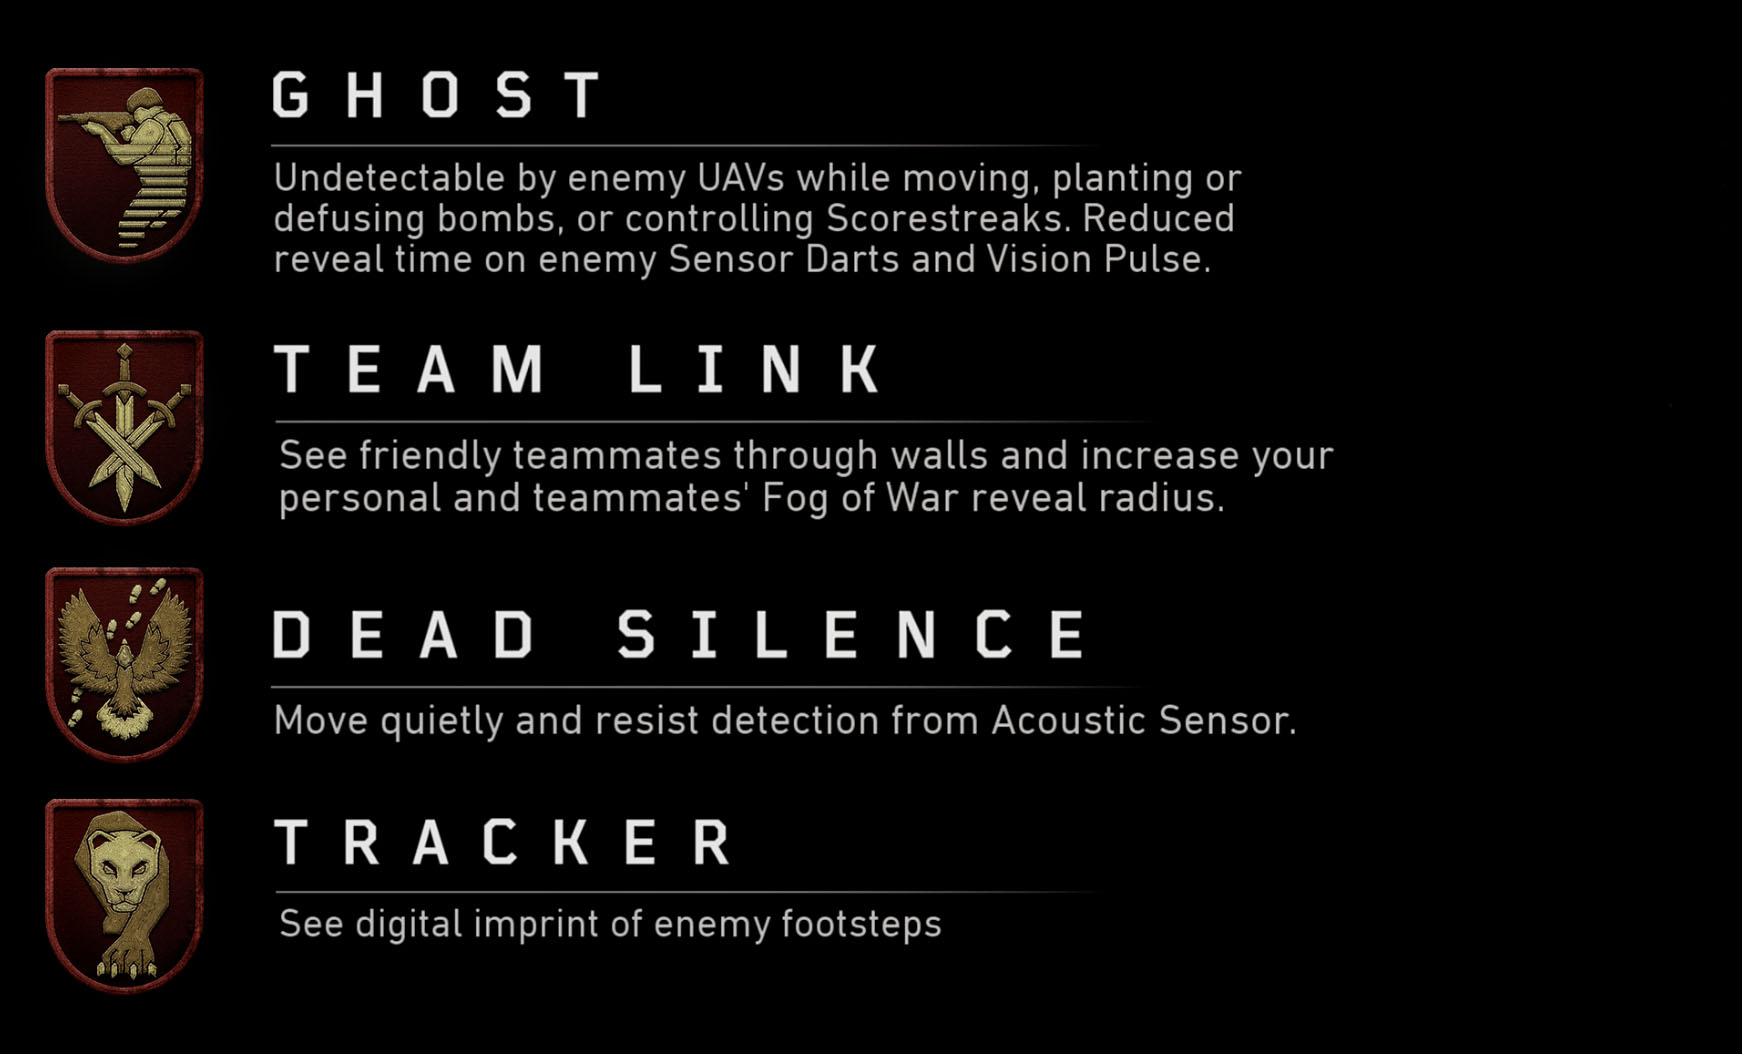 GHOST
Undetectable by enemy UAVs while moving, planting or
defusing bombs, or controlling Scorestreaks. Reduced
reveal time on enemy Sensor Darts and Vision Pulse.
TEAM LINK
See friendly teammates through walls and increase your
personal and teammates' Fog of War reveal radius.
DEAD SILENCE
Move quietly and resist detection from Acoustic Sensor.
TRACKER
See digital imprint of enemy footsteps